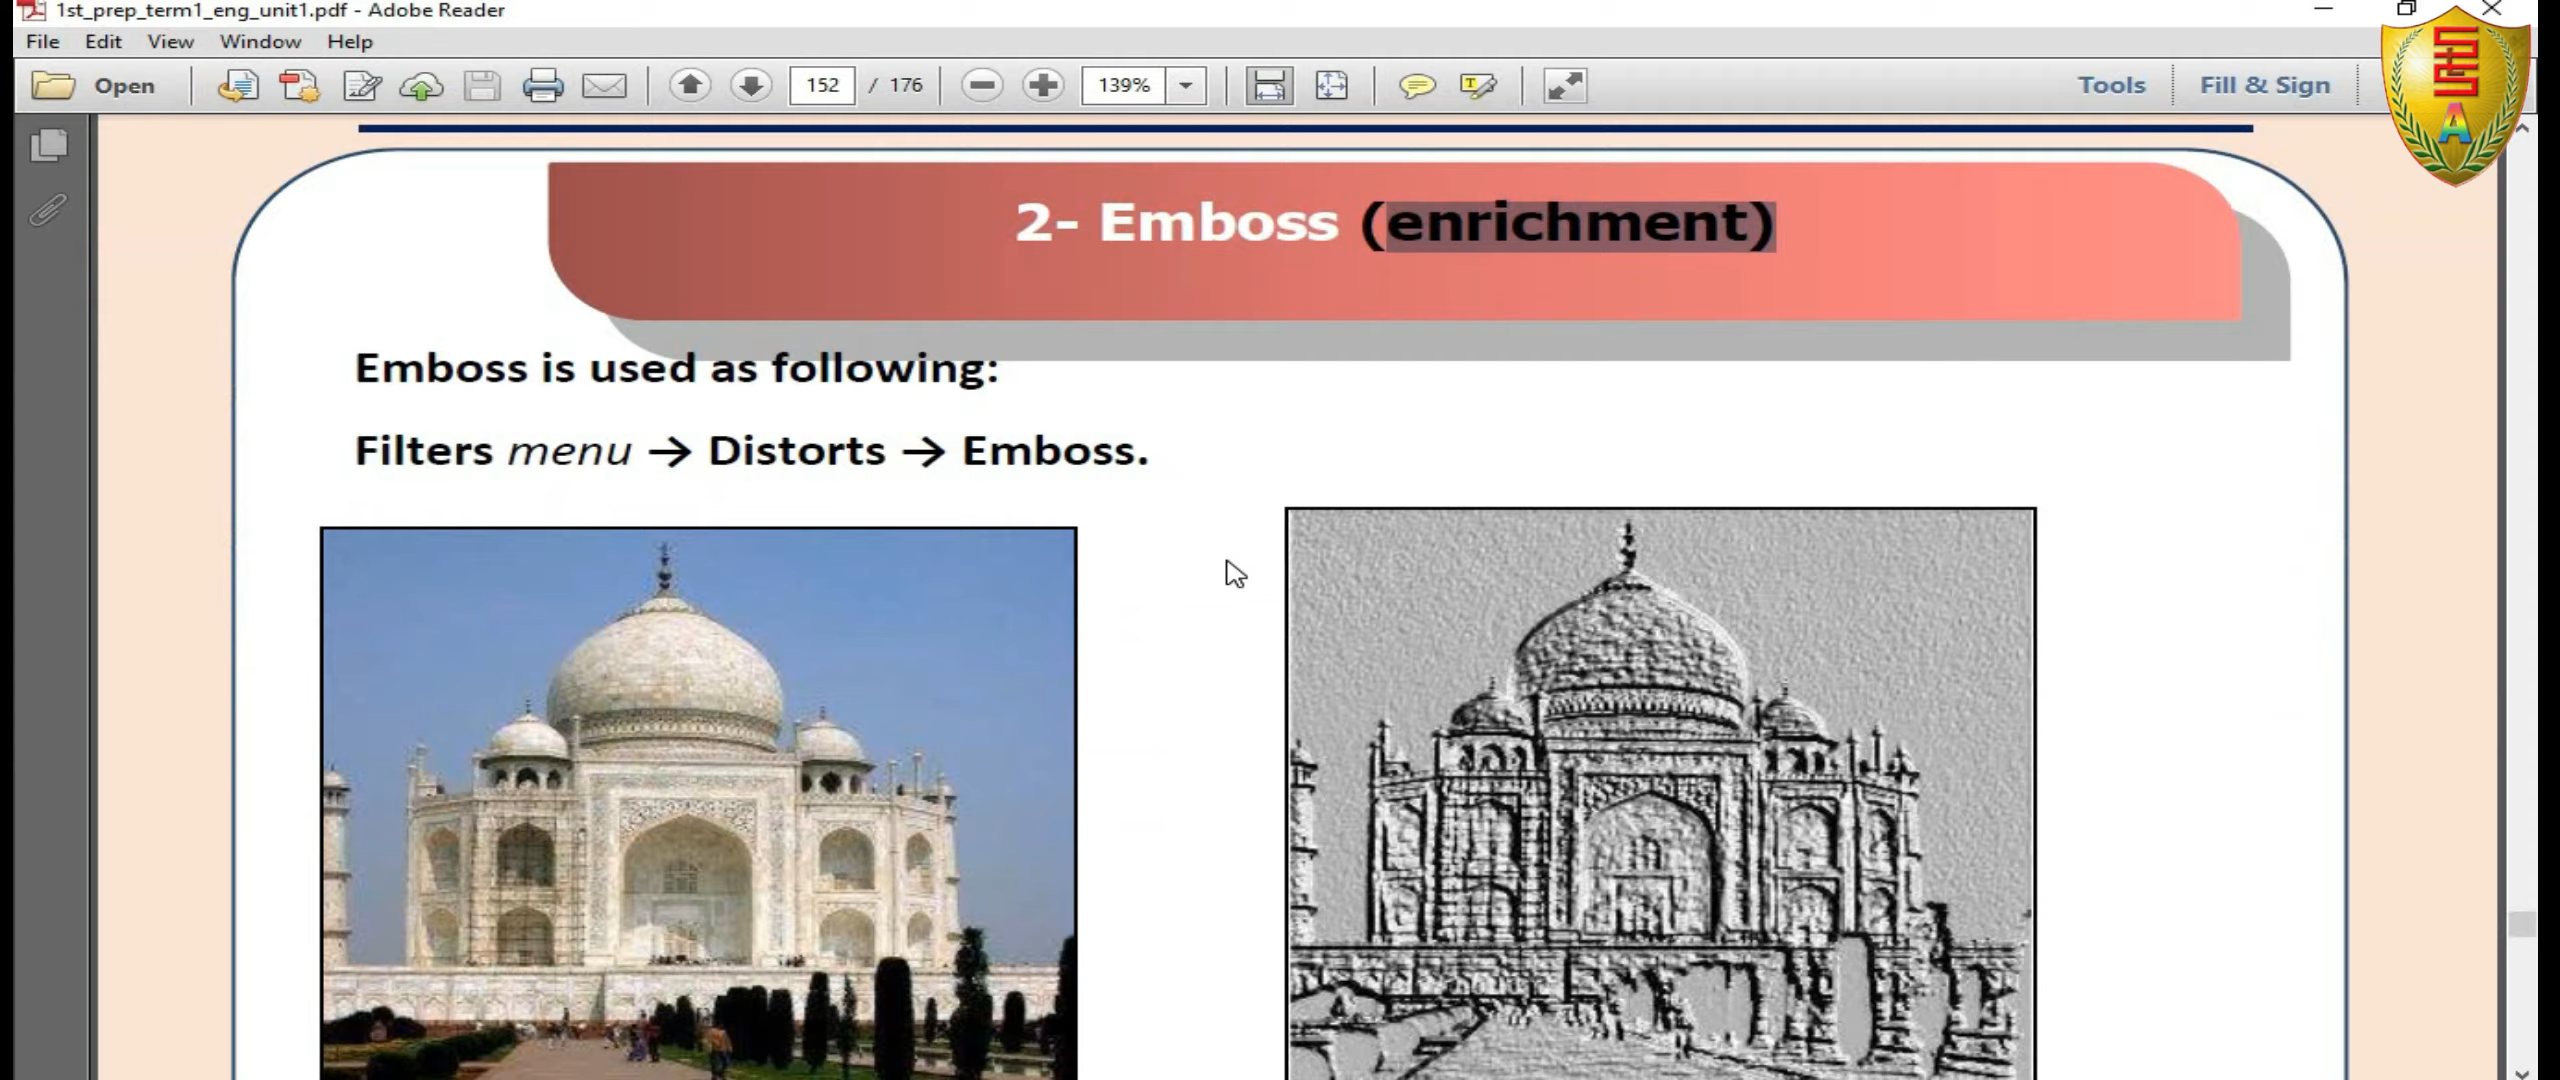 1st_prep_term1_eng_unit1.pdf - Adobe Reader
File Edit View Window Help
Open 152 / 176 139% Tools Fill & Sign
2- Emboss (enrichment)
Emboss is used as following:
Filters menu → Distorts → Emboss.